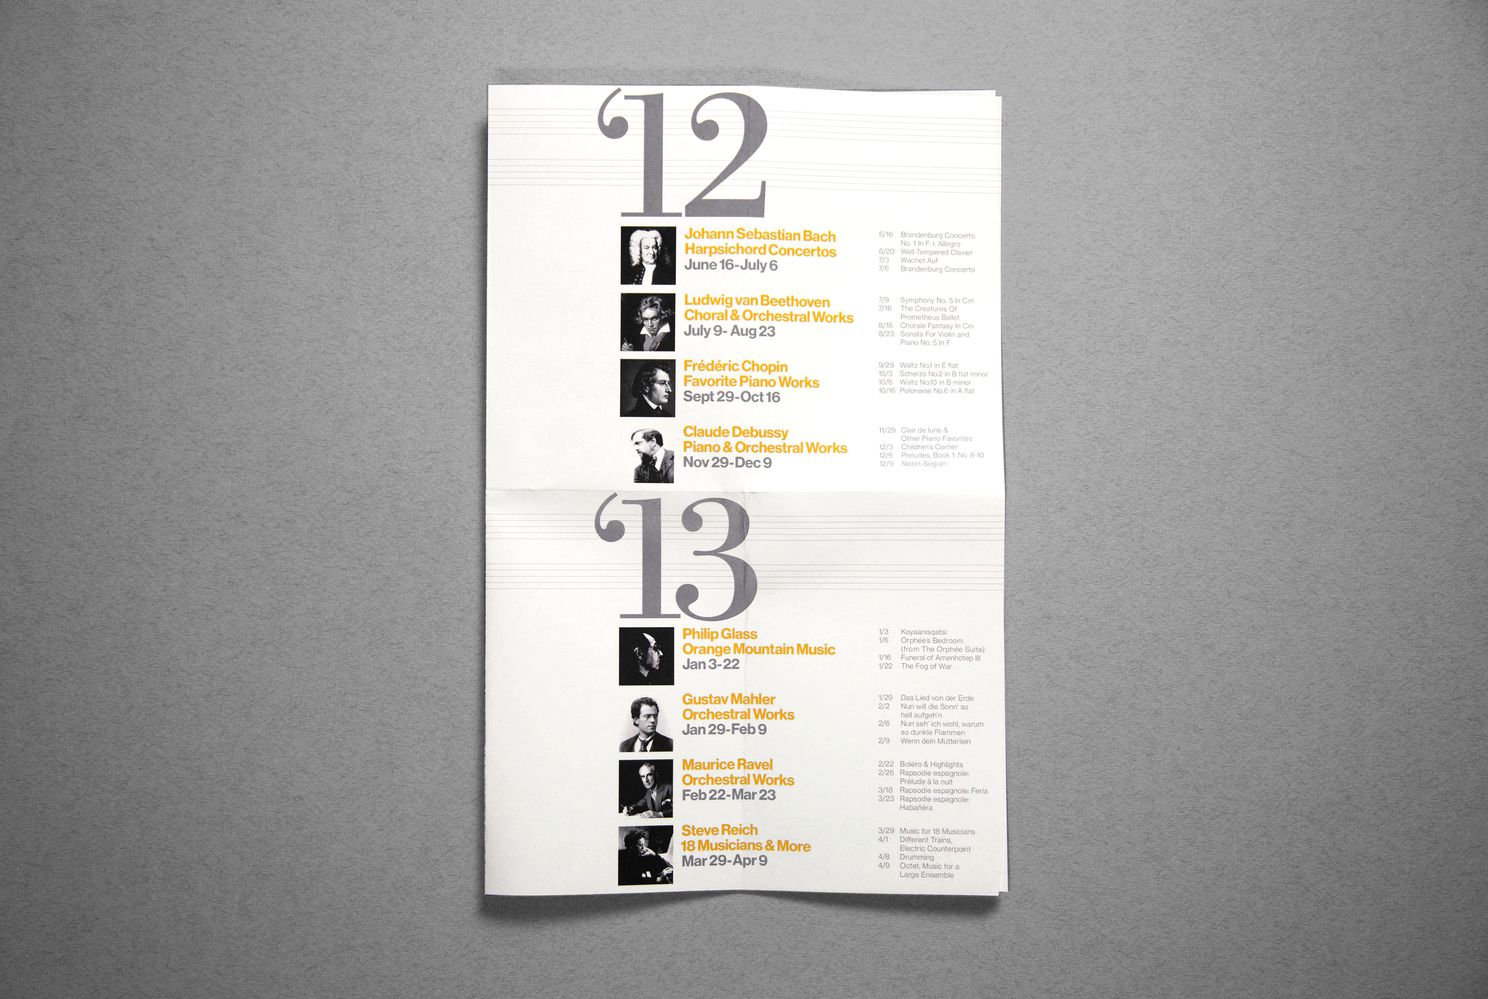 ‘12
Johann Sebastian Bach
Harpsichord Concertos
June 16-July 6
6/16 Brandenburg Concerto
No. 1 In F. I. Allegro
6/20 Well-Tempered Clavier
7/3 Wachet Auf
7/6 Brandenburg Concerto
Ludwig van Beethoven
Choral & Orchestral Works
July 9- Aug 23
7/9 Symphony No. 5 In Cm
7/16 The Creatures Of
Prometheus Ballet
8/18 Chorale Fantasy In Cm
8/23 Sonata For Violin and
Piano No. 5 In F
Frédéric Chopin
Favorite Piano Works
Sept 29-Oct 16
9/29 Waltz No.1 in E flat
10/3 Scherzo No.2 in B flat minor
10/6 Waltz No.10 in B minor
10/16 Polonaise No.6 in A flat
Claude Debussy
Piano & Orchestral Works
Nov 29-Dec 9
11/29 Clair de lune &
Other Piano Favorites
12/3 Children's Corner
12/6 Preludes, Book 1: No. 8-10
12/9 Nezet-Seguin
‘13
Philip Glass
Orange Mountain Music
Jan 3-22
1/3 Koyaanisqatsi
1/6 Orphée's Bedroom
(from The Orphée Suite)
1/16 Funeral of Amenhotep III
1/22 The Fog of War
Gustav Mahler
Orchestral Works
Jan 29-Feb 9
1/29 Das Lied von der Erde
2/2 Nun will die Sonn' so
hell aufgeh'n
2/6 Nun seh' ich wohl, warum
so dunkle Flammen
2/9 Wenn dein Mütterlein
Maurice Ravel
Orchestral Works
Feb 22-Mar 23
2/22 Boléro & Highlights
2/26 Rapsodie espagnole:
Prélude à la nuit
3/18 Rapsodie espagnole: Feria
3/23 Rapsodie espagnole:
Habañéra
Steve Reich
18 Musicians & More
Mar 29-Apr 9
3/29 Music for 18 Musicians
4/1 Different Trains,
Electric Counterpoint
4/8 Drumming
4/9 Octet; Music for a
Large Ensemble